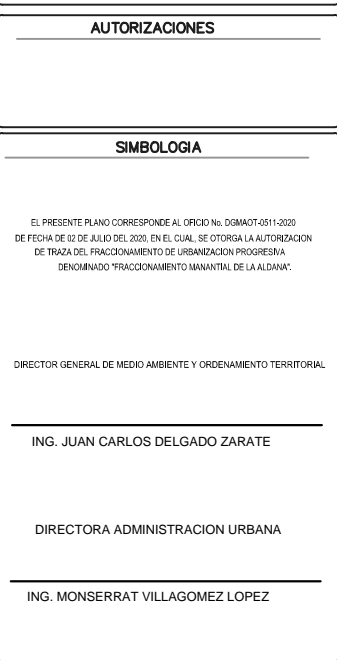 AUTORIZACIONES
SIMBOLOGIA
EL PRESENTE PLANO CORRESPONDE AL OFICIO No. DGMAOT-0511-2020
DE FECHA DE 02 DE JULIO DEL 2020, EN EL CUAL, SE OTORGA LA AUTORIZACION
DE TRAZA DEL FRACCIONAMIENTO DE URBANIZACION PROGRESIVA
DENOMINADO "FRACCIONAMIENTO MANANTIAL DE LA ALDANA".
DIRECTOR GENERAL DE MEDIO AMBIENTE Y ORDENAMIENTO TERRITORIAL
ING. JUAN CARLOS DELGADO ZARATE
DIRECTORA ADMINISTRACION URBANA
ING. MONSERRAT VILLAGOMEZ LOPEZ